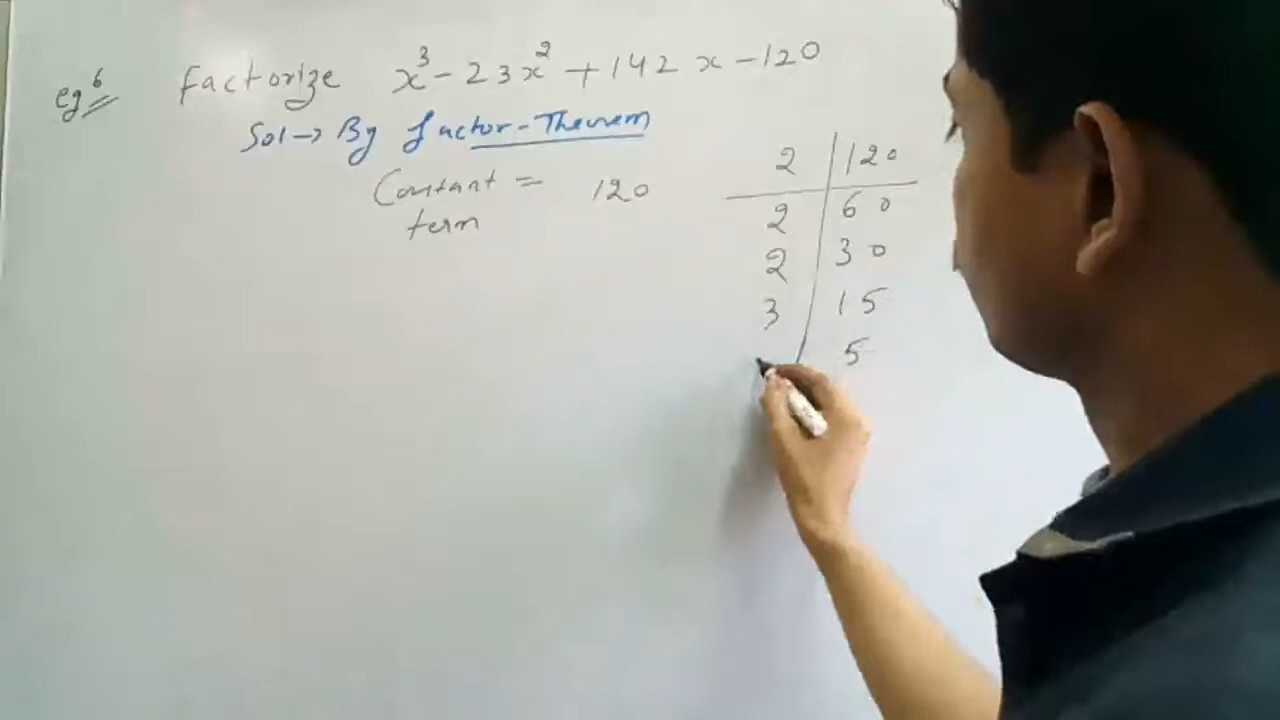 eg 6 Factorize x³ - 23x² + 142x - 120
Sol → By factor-Theorem
Constant term = 120
2 | 120
2 | 60
2 | 30
3 | 15
5